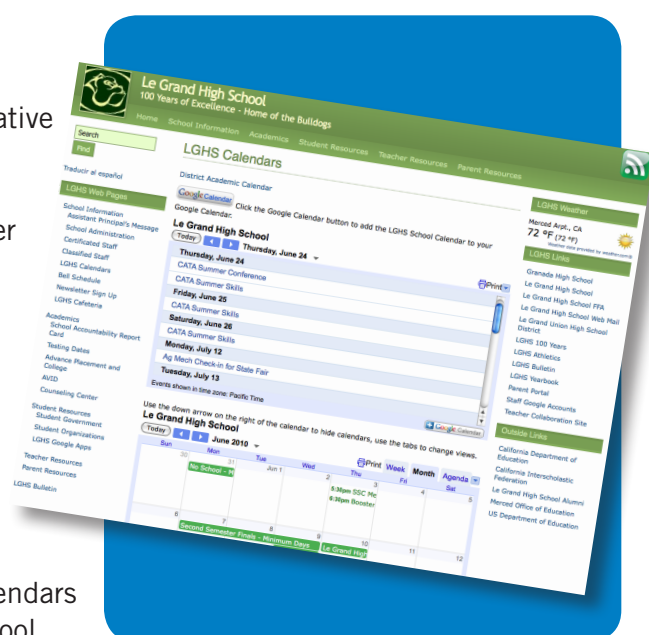 ative
er
endars
ool
Le Grand High School
100 Years of Excellence - Home of the Bulldogs
Home School Information Academics Student Resources Teacher Resources Parent Resources
Search
Find
Traducir al español
LGHS Web Pages
School Information
Assistant Principal's Message
School Administration
Certificated Staff
Classified Staff
LGHS Calendars
Bell Schedule
Newsletter Sign Up
LGHS Cafeteria
Academics
School Accountability Report
Card
Testing Dates
Advance Placement and
College
AVID
Counseling Center
Student Resources
Student Government
Student Organizations
LGHS Google Apps
Teacher Resources
Parent Resources
LGHS Bulletin
LGHS Calendars
District Academic Calendar
Google Calendar Click the Google Calendar button to add the LGHS School Calendar to your
Google Calendar.
Le Grand High School
Today Thursday, June 24
Print
Thursday, June 24
CATA Summer Conference
CATA Summer Skills
Friday, June 25
CATA Summer Skills
Saturday, June 26
CATA Summer Skills
Monday, July 12
Ag Mech Check-in for State Fair
Tuesday, July 13
Events shown in time zone: Pacific Time
Google Calendar
Use the down arrow on the right of the calendar to hide calendars, use the tabs to change views.
Le Grand High School
Today June 2010
Print Week Month Agenda
Sun Mon Tue Wed Thu Fri Sat
30 31 Jun 1 2 3 4 5
No School - M
5:30pm SSC Me
6:30pm Booster
6 7 8 9 10 11 12
Second Semester Finals - Minimum Days
Le Grand High
LGHS Weather
Merced Arpt., CA
72 °F (72 °F)
Weather data provided by weather.com®
LGHS Links
Granada High School
Le Grand High School
Le Grand High School FFA
Le Grand High School Web Mail
Le Grand Union High School
District
LGHS 100 Years
LGHS Athletics
LGHS Bulletin
LGHS Yearbook
Parent Portal
Staff Google Accounts
Teacher Collaboration Site
Outside Links
California Department of
Education
California Interscholastic
Federation
Le Grand High School Alumni
Merced Office of Education
US Department of Education